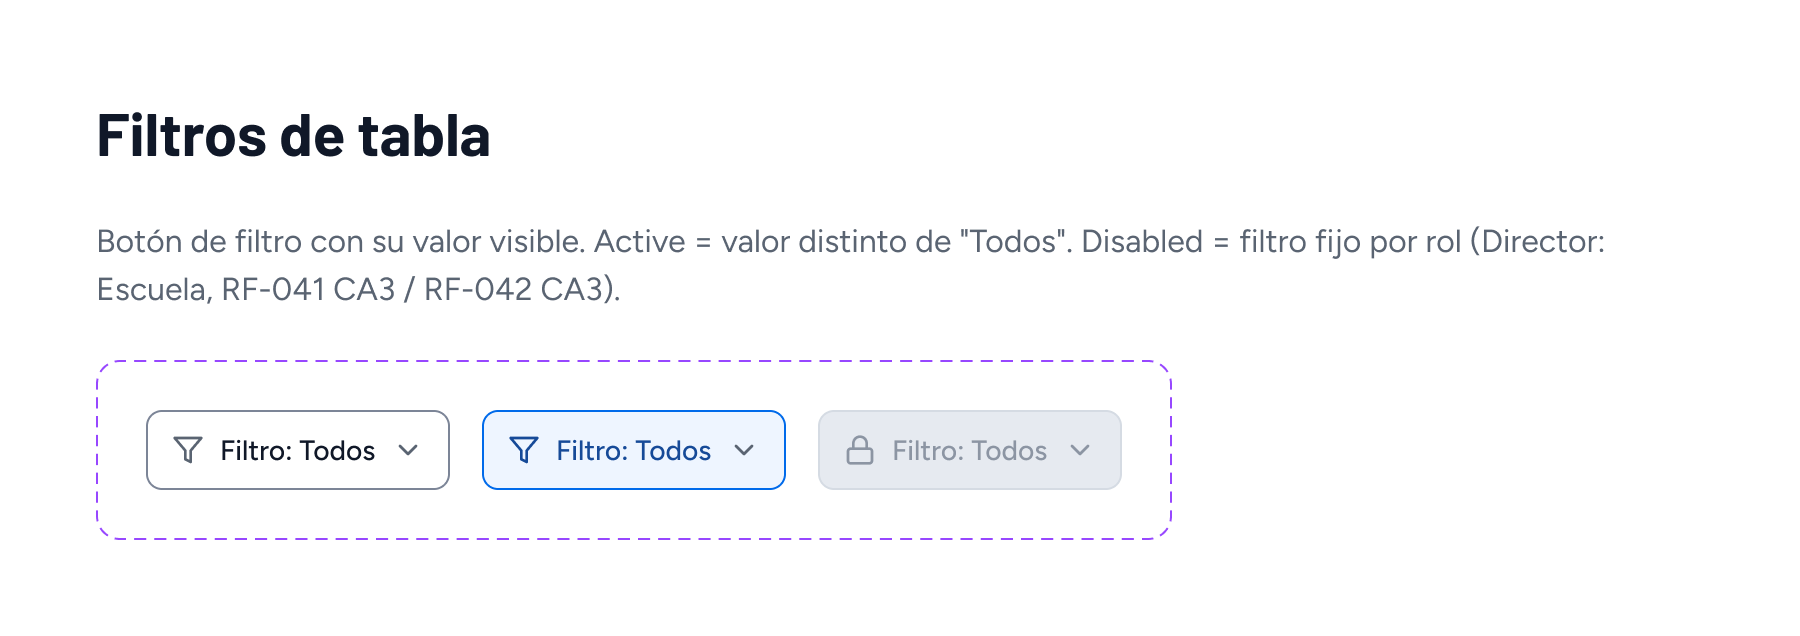 Filtros de tabla
Botón de filtro con su valor visible. Active = valor distinto de "Todos". Disabled = filtro fijo por rol (Director:
Escuela, RF-041 CA3 / RF-042 CA3).
Filtro: Todos
Filtro: Todos
Filtro: Todos